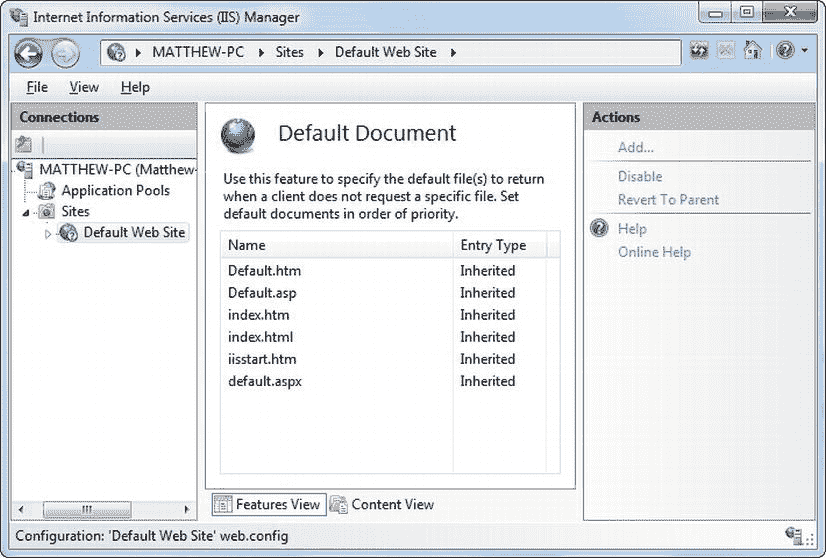 Internet Information Services (IIS) Manager
MATTHEW-PC Sites Default Web Site
File View Help
Connections
MATTHEW-PC (Matthew-
Application Pools
Sites
Default Web Site
Default Document
Use this feature to specify the default file(s) to return
when a client does not request a specific file. Set
default documents in order of priority.
Name Entry Type
Default.htm Inherited
Default.asp Inherited
index.htm Inherited
index.html Inherited
iisstart.htm Inherited
default.aspx Inherited
Features View Content View
Actions
Add...
Disable
Revert To Parent
Help
Online Help
Configuration: 'Default Web Site' web.config